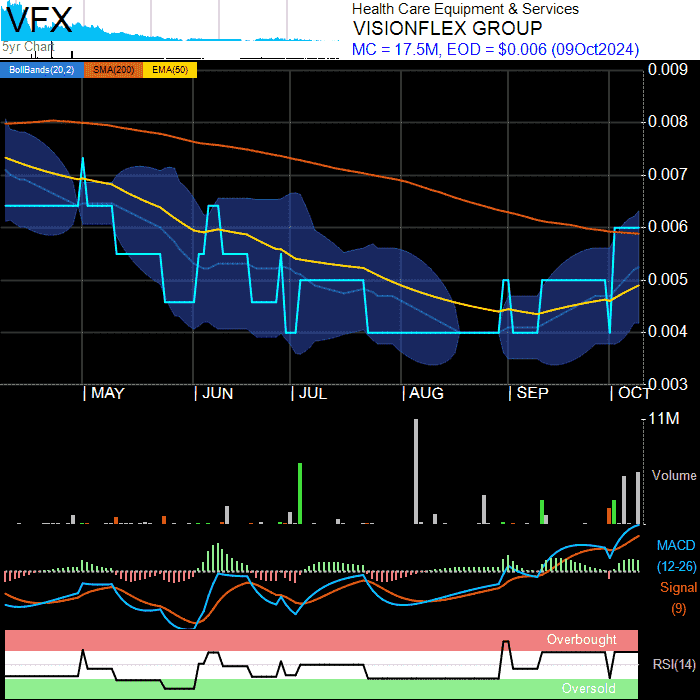 VFX
5yr Chart
Health Care Equipment & Services
VISIONFLEX GROUP
MC = 17.5M, EOD = $0.006 (09Oct2024)
BollBands(20,2) SMA(200) EMA(50)
0.009
0.008
0.007
0.006
0.005
0.004
0.003
MAY JUN JUL AUG SEP OCT
11M
Volume
MACD
(12-26)
Signal
(9)
Overbought
RSI(14)
Oversold